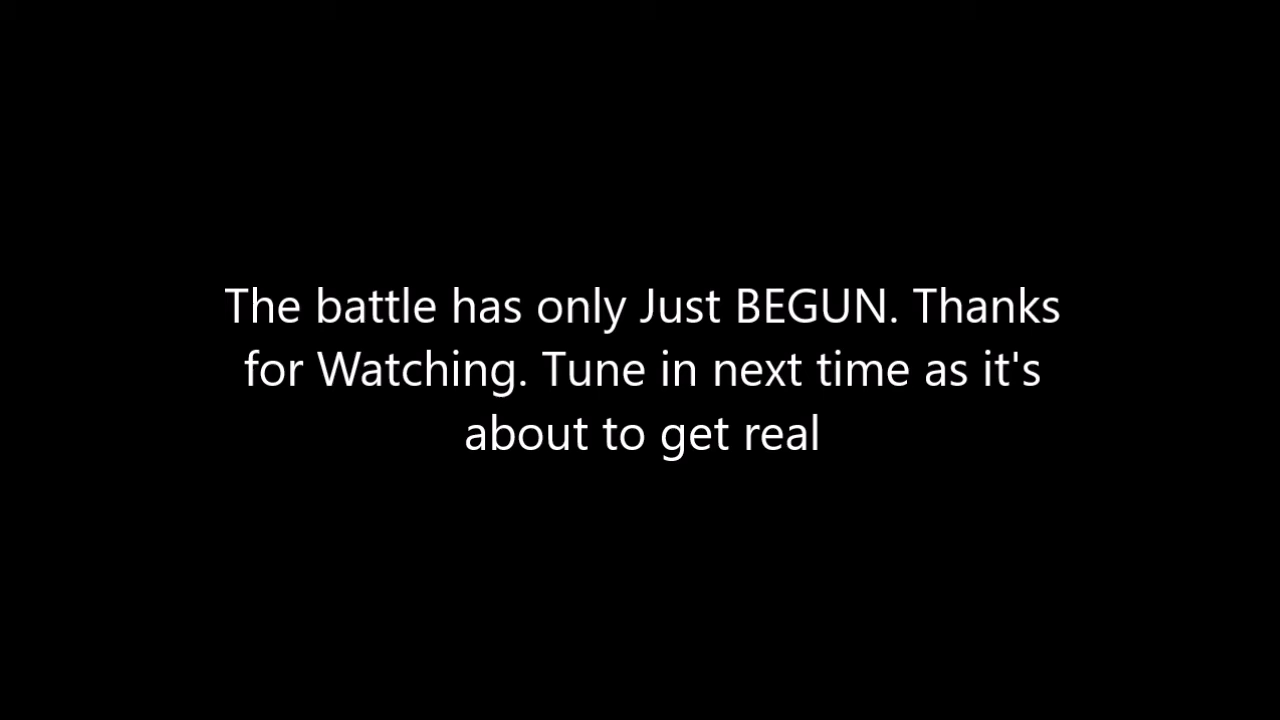 The battle has only Just BEGUN. Thanks
for Watching. Tune in next time as it's
about to get real